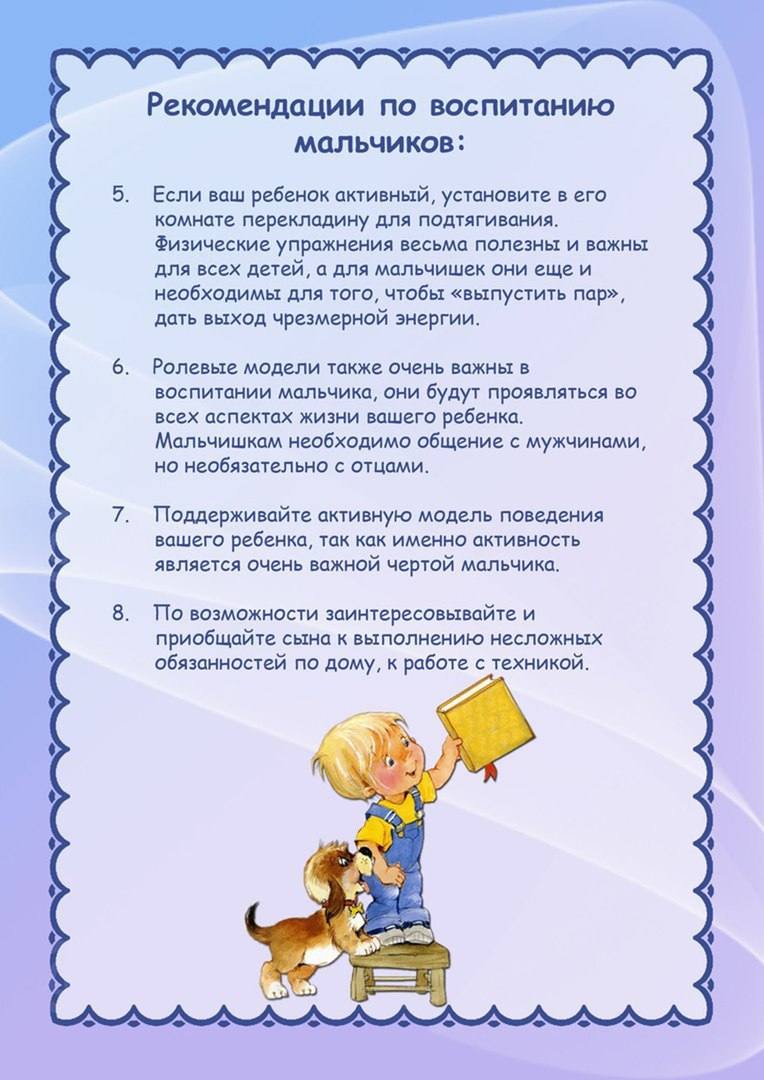 Рекомендации по воспитанию
мальчиков:
5. Если ваш ребенок активный, установите в его
комнате перекладину для подтягивания.
Физические упражнения весьма полезны и важны
для всех детей, а для мальчишек они еще и
необходимы для того, чтобы «выпустить пар»,
дать выход чрезмерной энергии.
6. Ролевые модели также очень важны в
воспитании мальчика, они будут проявляться во
всех аспектах жизни вашего ребенка.
Мальчишкам необходимо общение с мужчинами,
но необязательно с отцами.
7. Поддерживайте активную модель поведения
вашего ребенка, так как именно активность
является очень важной чертой мальчика.
8. По возможности заинтересовывайте и
приобщайте сына к выполнению несложных
обязанностей по дому, к работе с техникой.